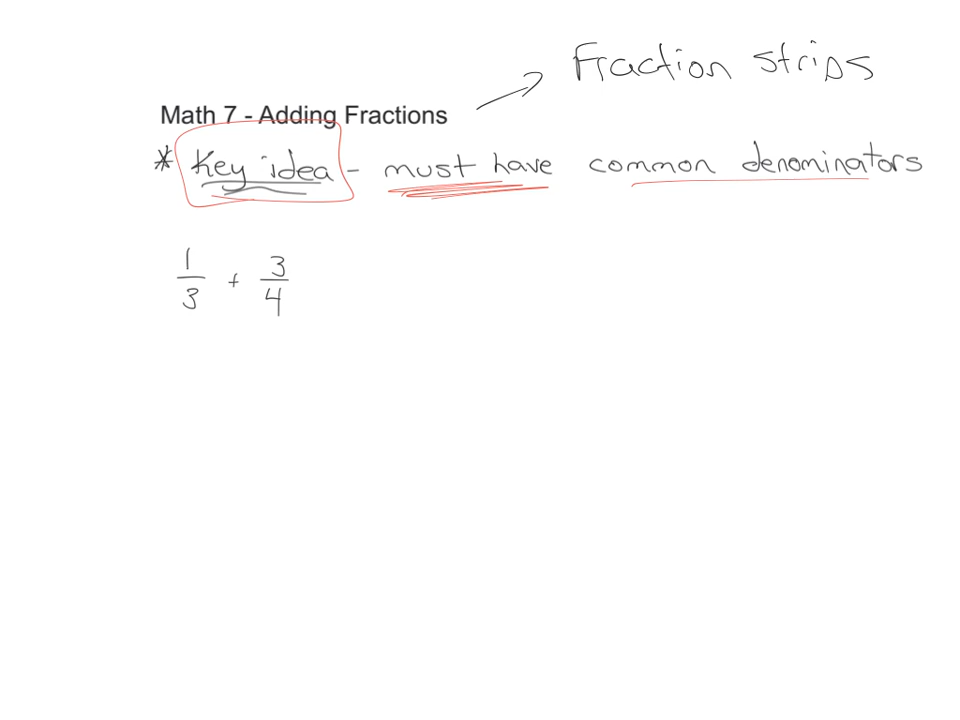 Fraction strips
Math 7 - Adding Fractions
* Key idea - must have common denominators
1/3 + 3/4